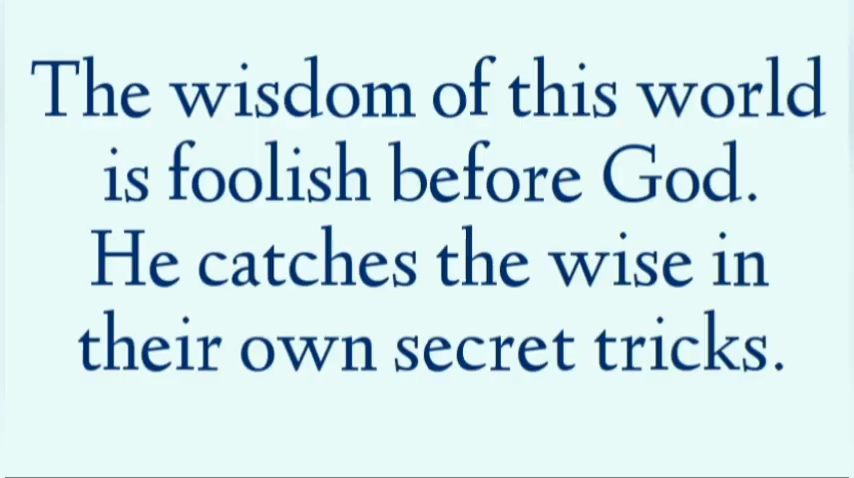 The wisdom of this world
is foolish before God.
He catches the wise in
their own secret tricks.